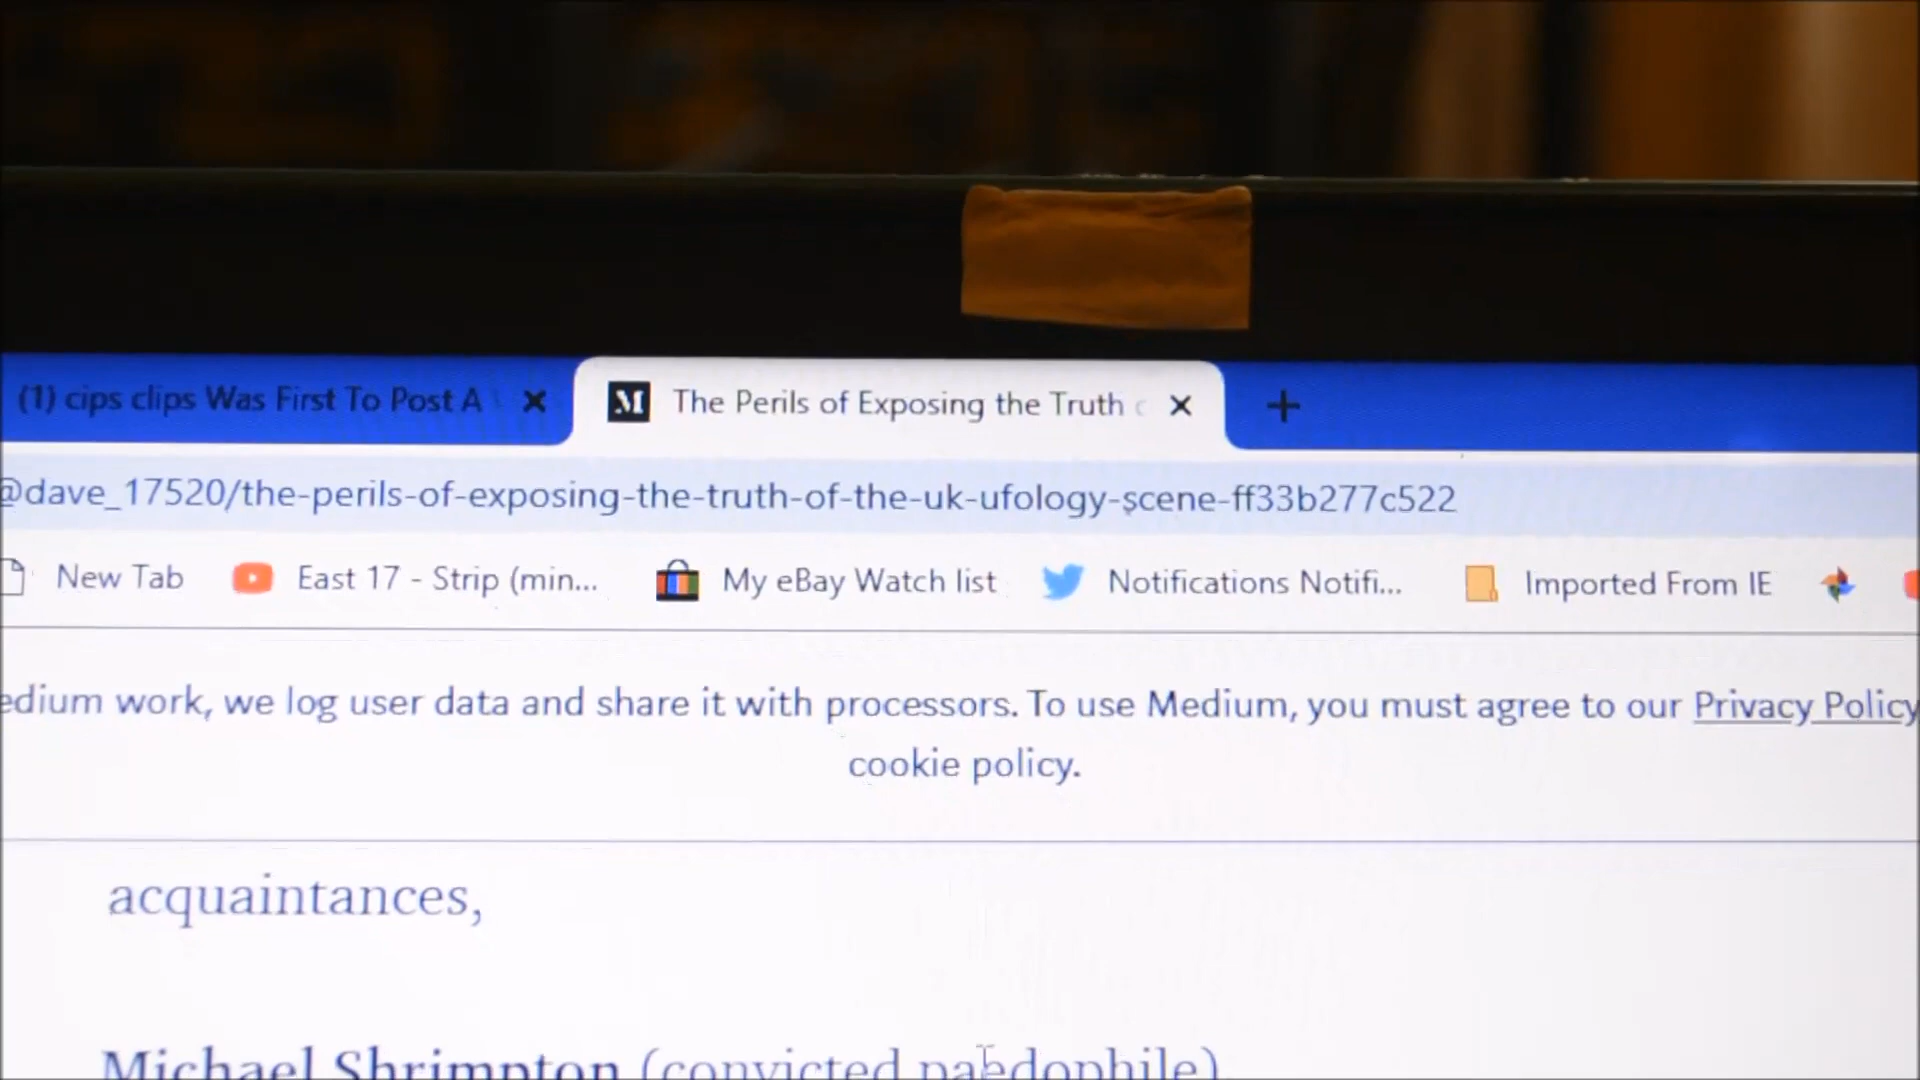 (1) cips clips Was First To Post A
The Perils of Exposing the Truth
@dave_17520/the-perils-of-exposing-the-truth-of-the-uk-ufology-scene-ff33b277c522
New Tab East 17 - Strip (min... My eBay Watch list Notifications Notifi... Imported From IE
edium work, we log user data and share it with processors. To use Medium, you must agree to our Privacy Policy
cookie policy.
acquaintances,
Michael Shrimpton (convicted paedophile)